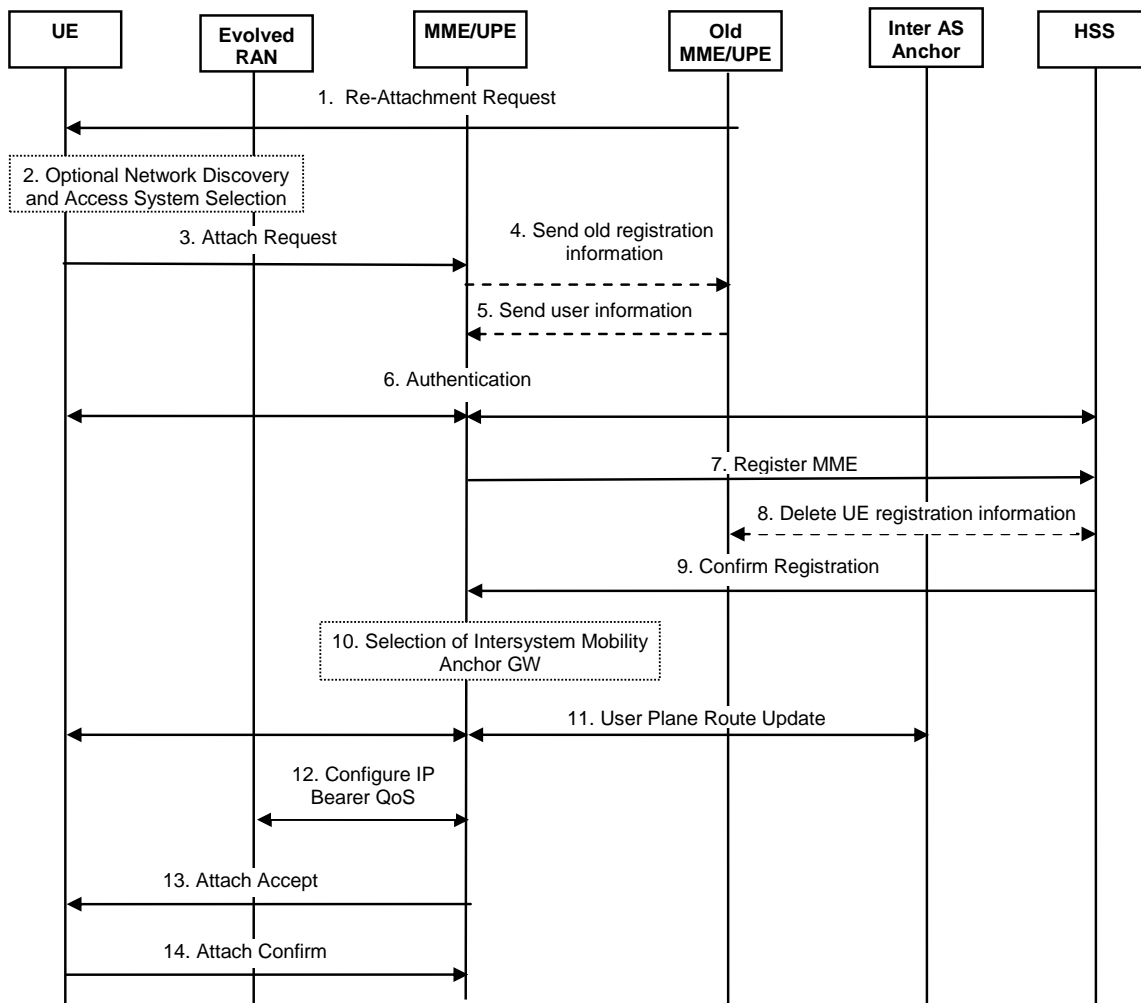 UE
Evolved
RAN
MME/UPE
Old
MME/UPE
Inter AS
Anchor
HSS
1. Re-Attachment Request
2. Optional Network Discovery
and Access System Selection
3. Attach Request
4. Send old registration
information
5. Send user information
6. Authentication
7. Register MME
8. Delete UE registration information
9. Confirm Registration
10. Selection of Intersystem Mobility
Anchor GW
11. User Plane Route Update
12. Configure IP
Bearer QoS
13. Attach Accept
14. Attach Confirm